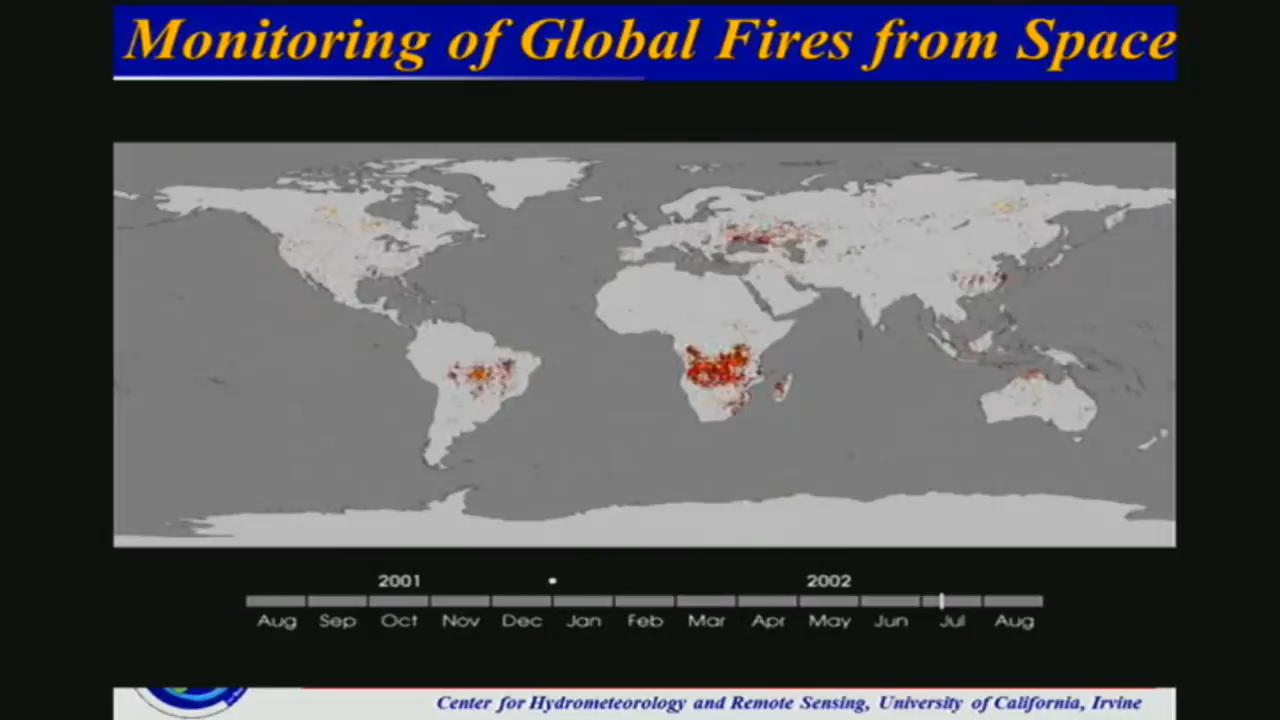 Monitoring of Global Fires from Space
2001 • 2002
Aug Sep Oct Nov Dec Jan Feb Mar Apr May Jun Jul Aug
Center for Hydrometeorology and Remote Sensing, University of California, Irvine